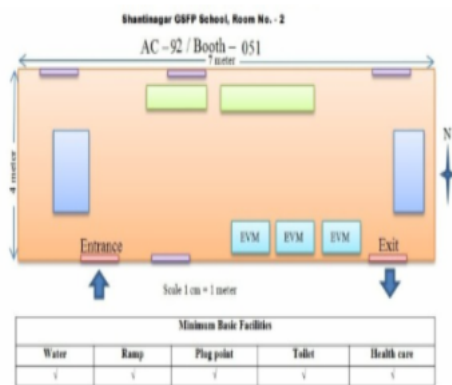 Shantinagar GSFP School, Room No. - 2
AC -92 / Booth - 051
7 meter
4 meter
N
EVM EVM EVM
Entrance
Exit
Scale 1 cm = 1 meter
Minimum Basic Facilities
Water Ramp Plug point Toilet Health care
√ √ √ √ √